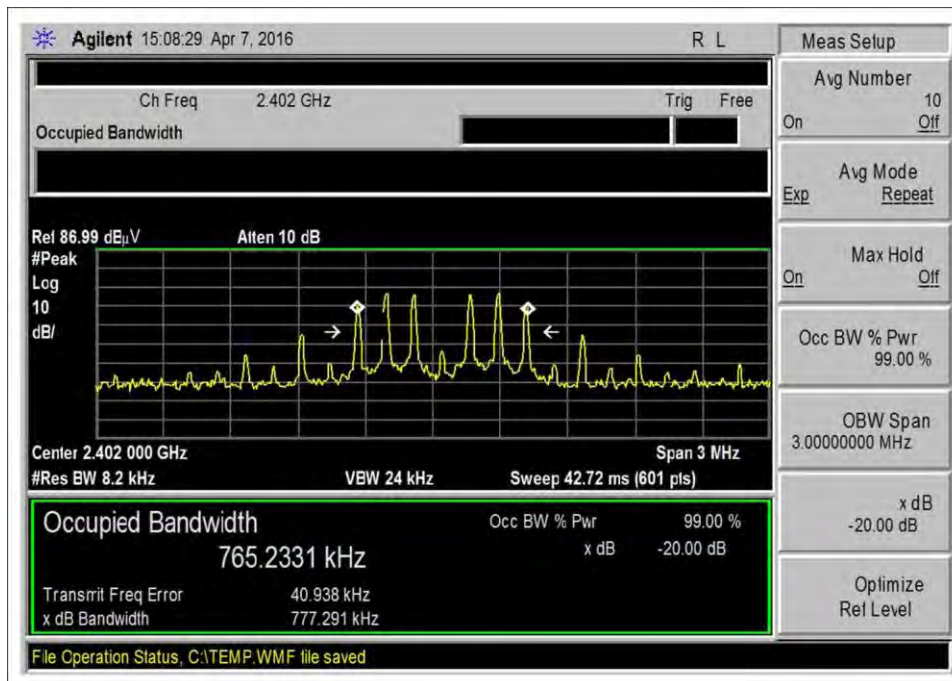 Agilent 15:08:29 Apr 7, 2016 R L
Ch Freq 2.402 GHz Trig Free
Occupied Bandwidth
Ref 86.99 dBµV Atten 10 dB
#Peak
Log
10
dB/
Center 2.402 000 GHz Span 3 MHz
#Res BW 8.2 kHz VBW 24 kHz Sweep 42.72 ms (601 pts)
Occupied Bandwidth Occ BW % Pwr 99.00 %
765.2331 kHz x dB -20.00 dB
Transmit Freq Error 40.938 kHz
x dB Bandwidth 777.291 kHz
File Operation Status, C:\TEMP.WMF file saved
Meas Setup
Avg Number
10
On Off
Avg Mode
Exp Repeat
Max Hold
On Off
Occ BW % Pwr
99.00 %
OBW Span
3.00000000 MHz
x dB
-20.00 dB
Optimize
Ref Level